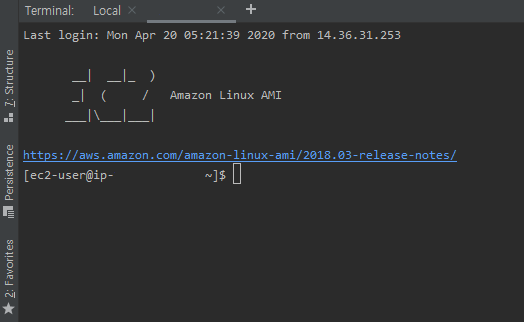 Terminal: Local × × +
Last login: Mon Apr 20 05:21:39 2020 from 14.36.31.253
__|  __|_  )
_|  (     /   Amazon Linux AMI
___|\___|___|
https://aws.amazon.com/amazon-linux-ami/2018.03-release-notes/
[ec2-user@ip-             ~]$
7: Structure
Persistence
2: Favorites